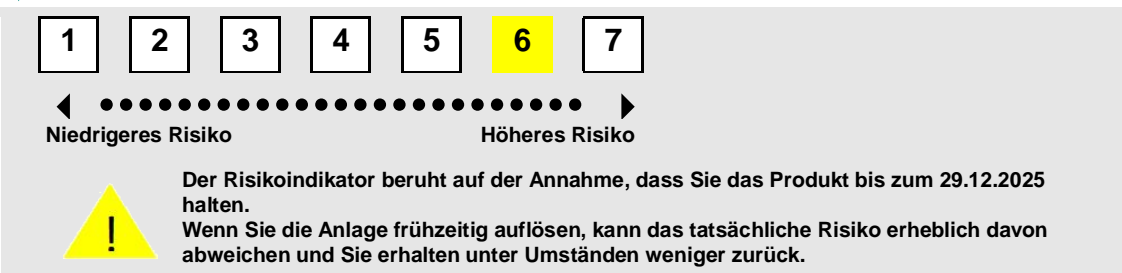 1 2 3 4 5 6 7
Niedrigeres Risiko Höheres Risiko
Der Risikoindikator beruht auf der Annahme, dass Sie das Produkt bis zum 29.12.2025
halten.
Wenn Sie die Anlage frühzeitig auflösen, kann das tatsächliche Risiko erheblich davon
abweichen und Sie erhalten unter Umständen weniger zurück.
!